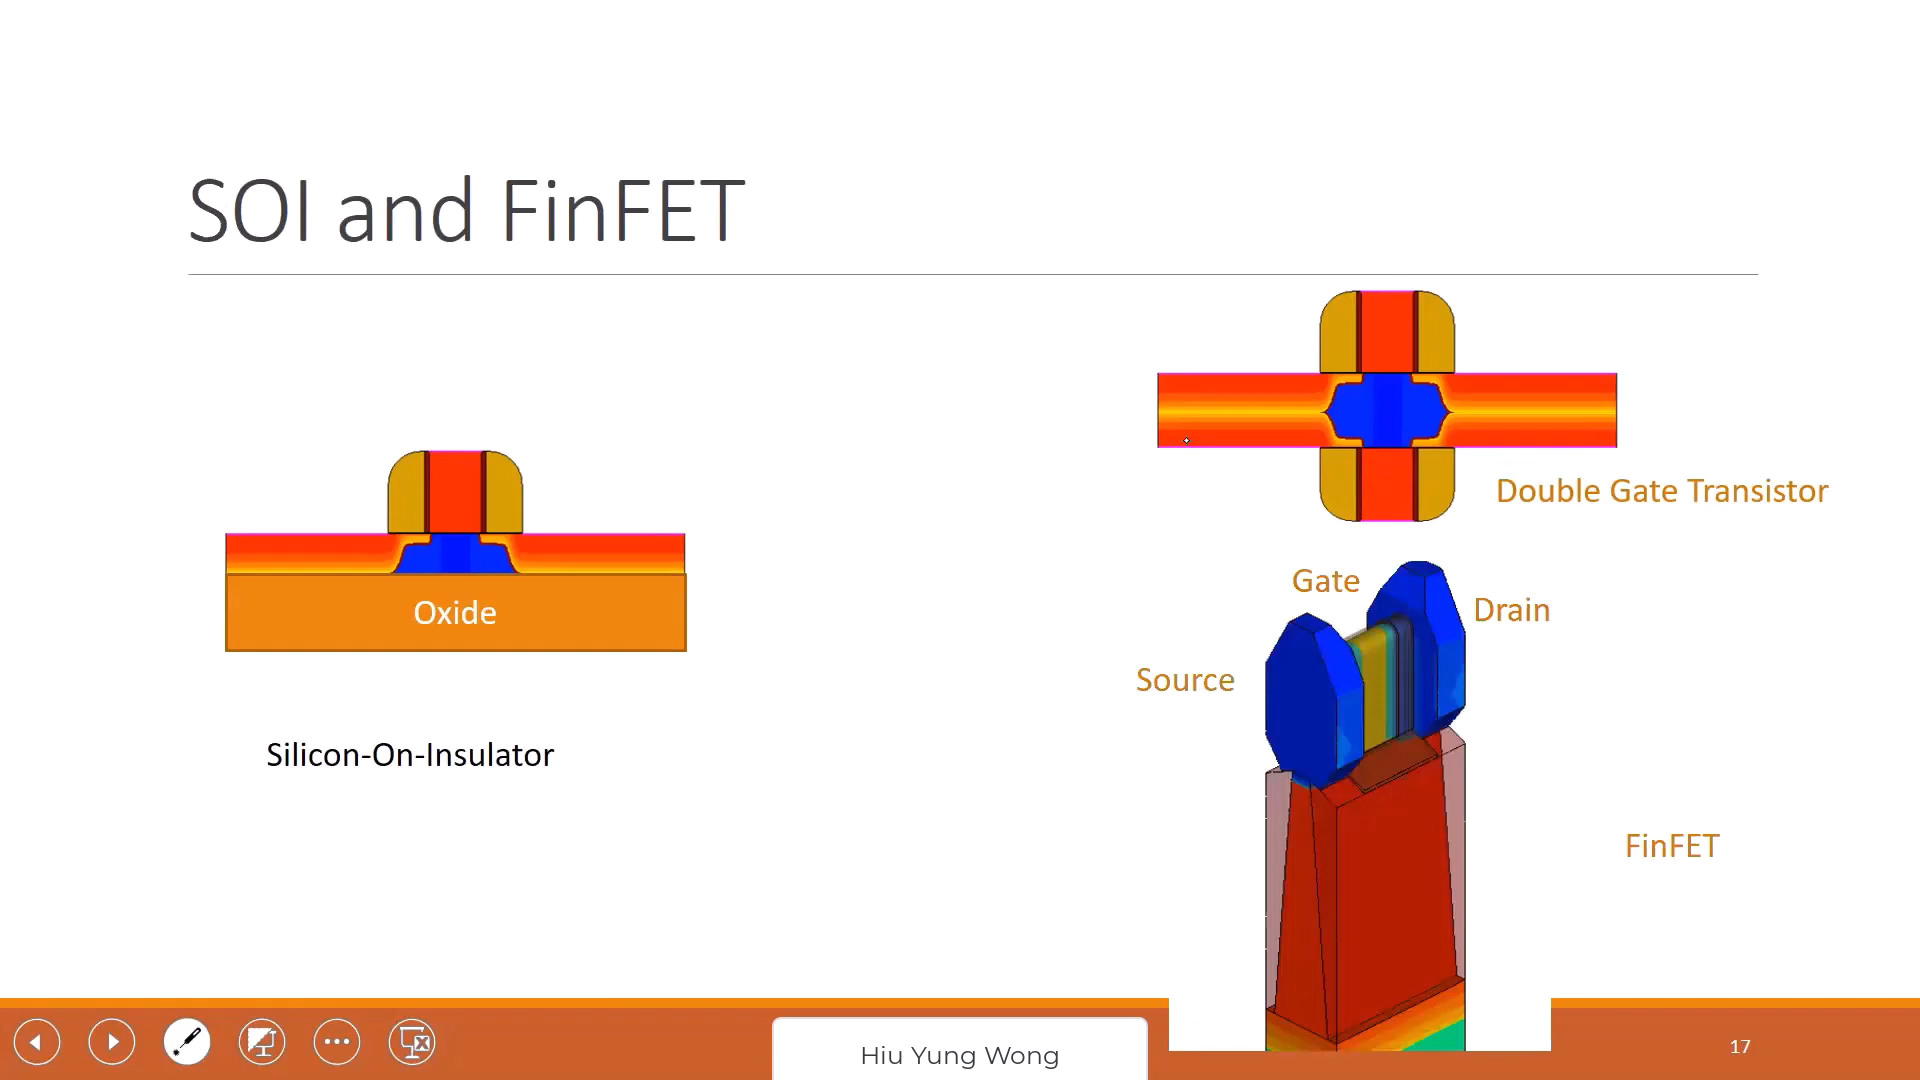 SOI and FinFET
Oxide
Silicon-On-Insulator
Double Gate Transistor
Gate
Drain
Source
FinFET
Hiu Yung Wong
17